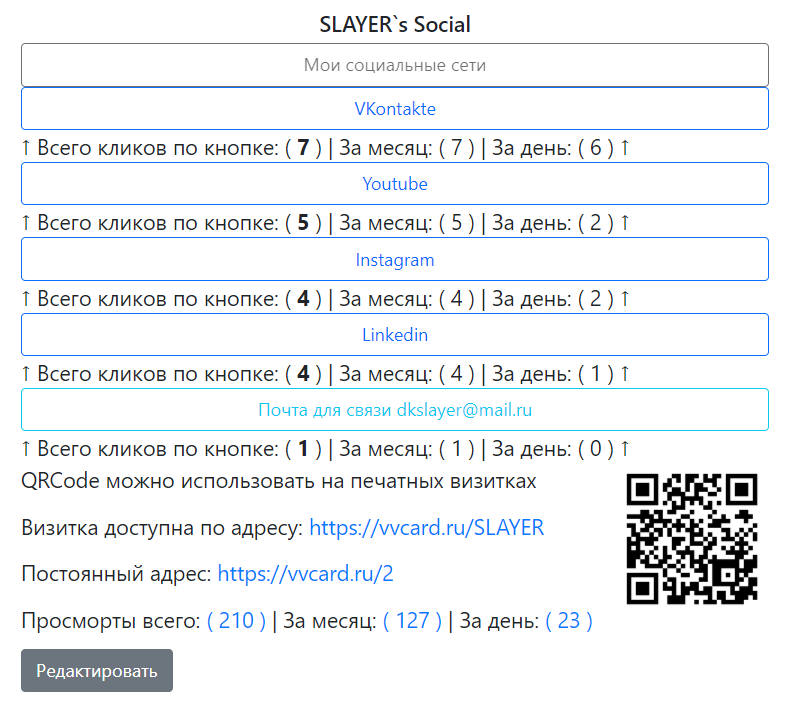 SLAYER`s Social
Мои социальные сети
VKontakte
↑ Всего кликов по кнопке: ( 7 ) | За месяц: ( 7 ) | За день: ( 6 ) ↑
Youtube
↑ Всего кликов по кнопке: ( 5 ) | За месяц: ( 5 ) | За день: ( 2 ) ↑
Instagram
↑ Всего кликов по кнопке: ( 4 ) | За месяц: ( 4 ) | За день: ( 2 ) ↑
Linkedin
↑ Всего кликов по кнопке: ( 4 ) | За месяц: ( 4 ) | За день: ( 1 ) ↑
Почта для связи dkslayer@mail.ru
↑ Всего кликов по кнопке: ( 1 ) | За месяц: ( 1 ) | За день: ( 0 ) ↑
QRCode можно использовать на печатных визитках
Визитка доступна по адресу: https://vvcard.ru/SLAYER
Постоянный адрес: https://vvcard.ru/2
Просморты всего: ( 210 ) | За месяц: ( 127 ) | За день: ( 23 )
Редактировать